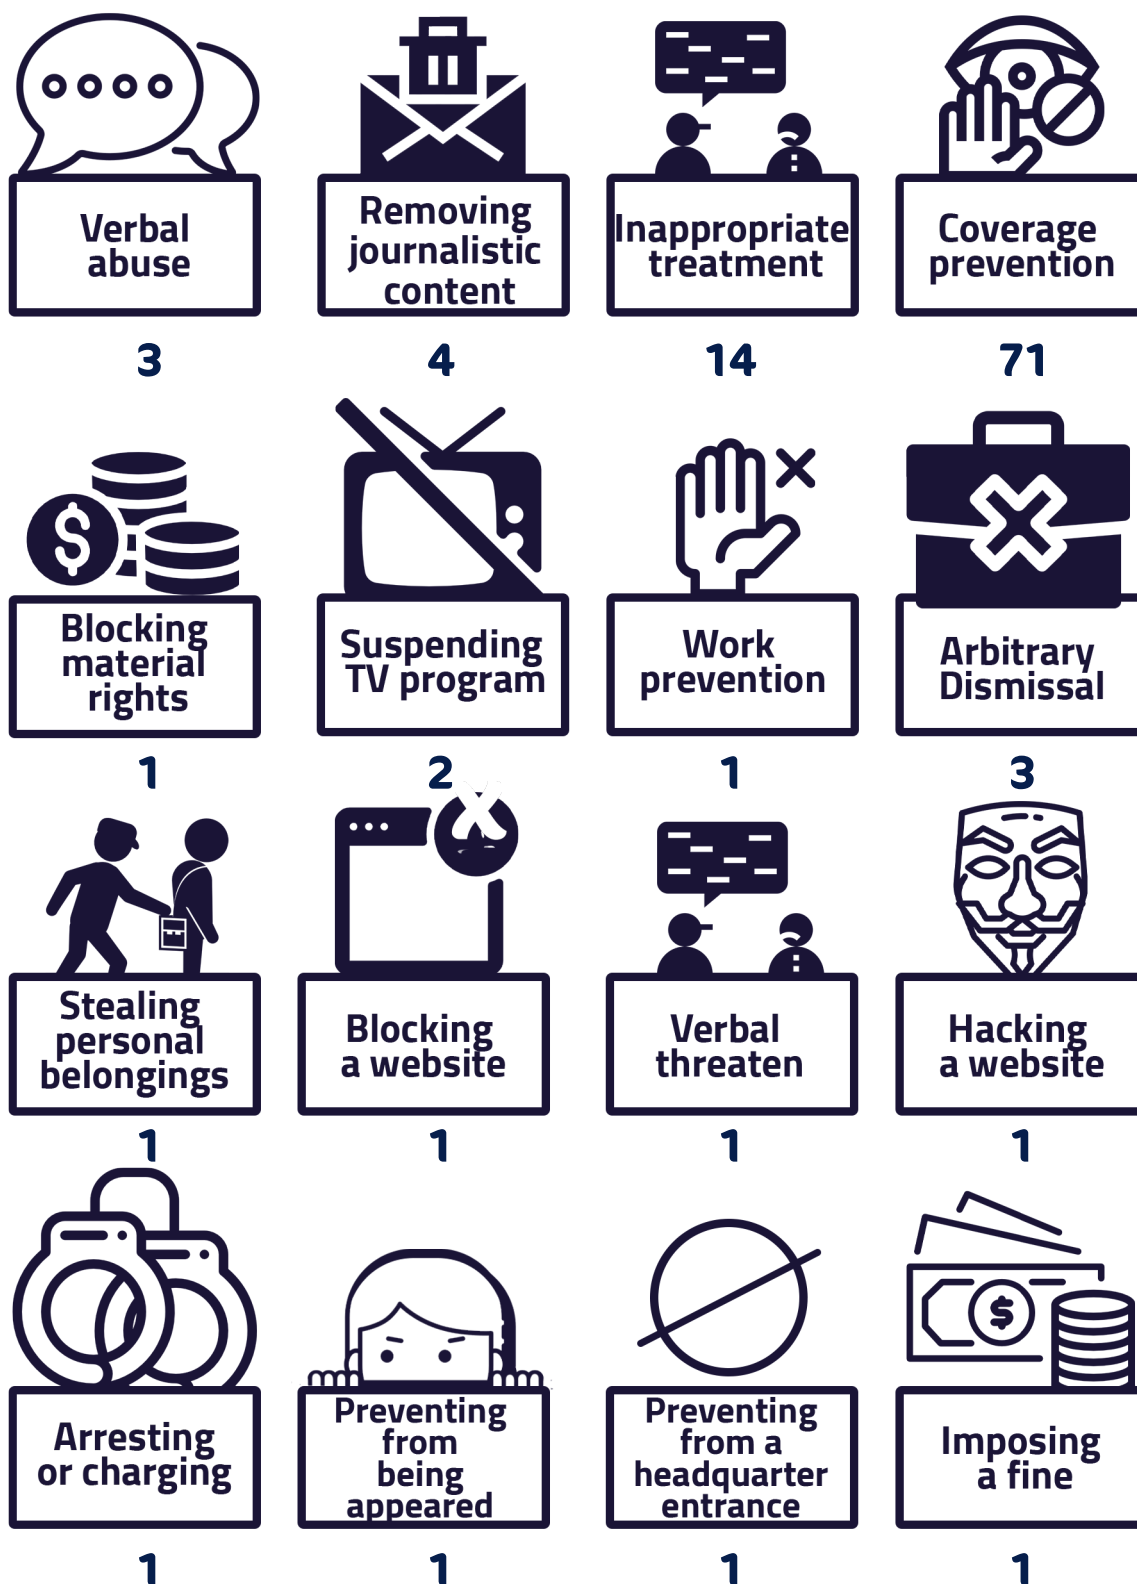 Verbal
abuse
3
Removing
journalistic
content
4
Inappropriate
treatment
14
Coverage
prevention
71
$
Blocking
material
rights
1
Suspending
TV program
2
Work
prevention
1
Arbitrary
Dismissal
3
Stealing
personal
belongings
1
Blocking
a website
1
Verbal
threaten
1
Hacking
a website
1
Arresting
or charging
1
Preventing
from
being
appeared
1
Preventing
from a
headquarter
entrance
1
$
Imposing
a fine
1